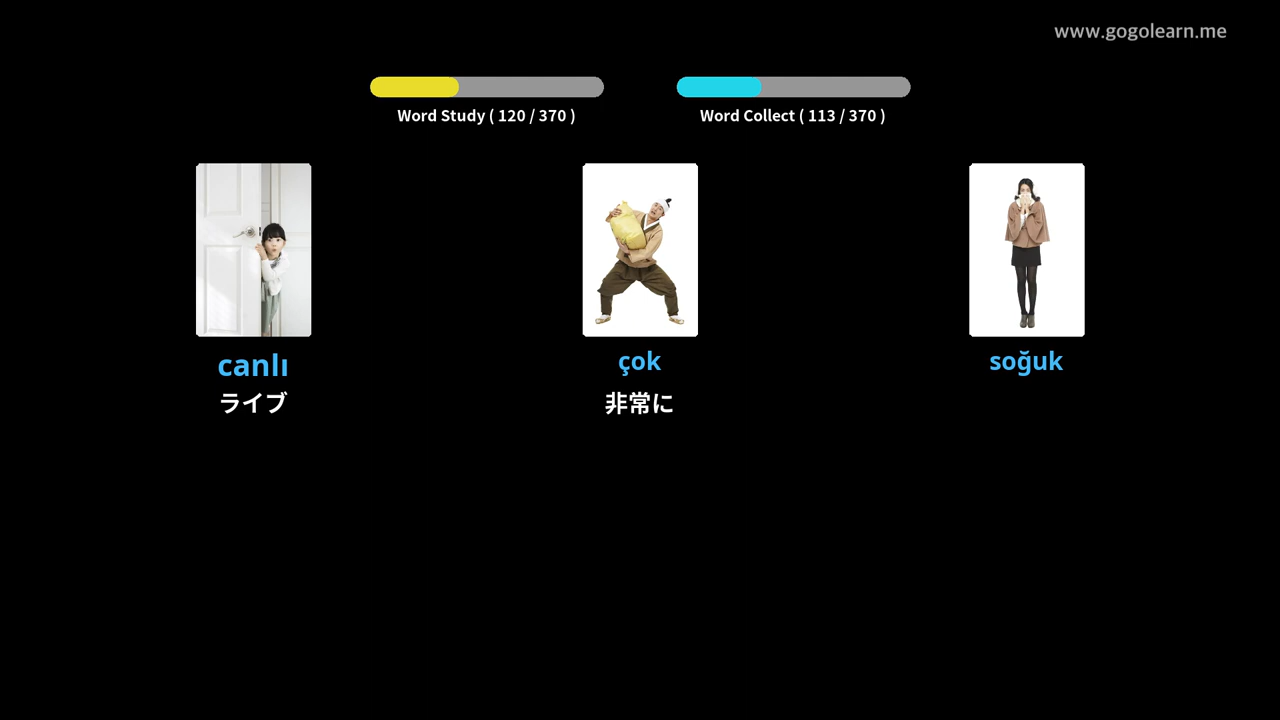 www.gogolearn.me
Word Study ( 120 / 370 )
Word Collect ( 113 / 370 )
canlı
ライブ
çok
非常に
soğuk